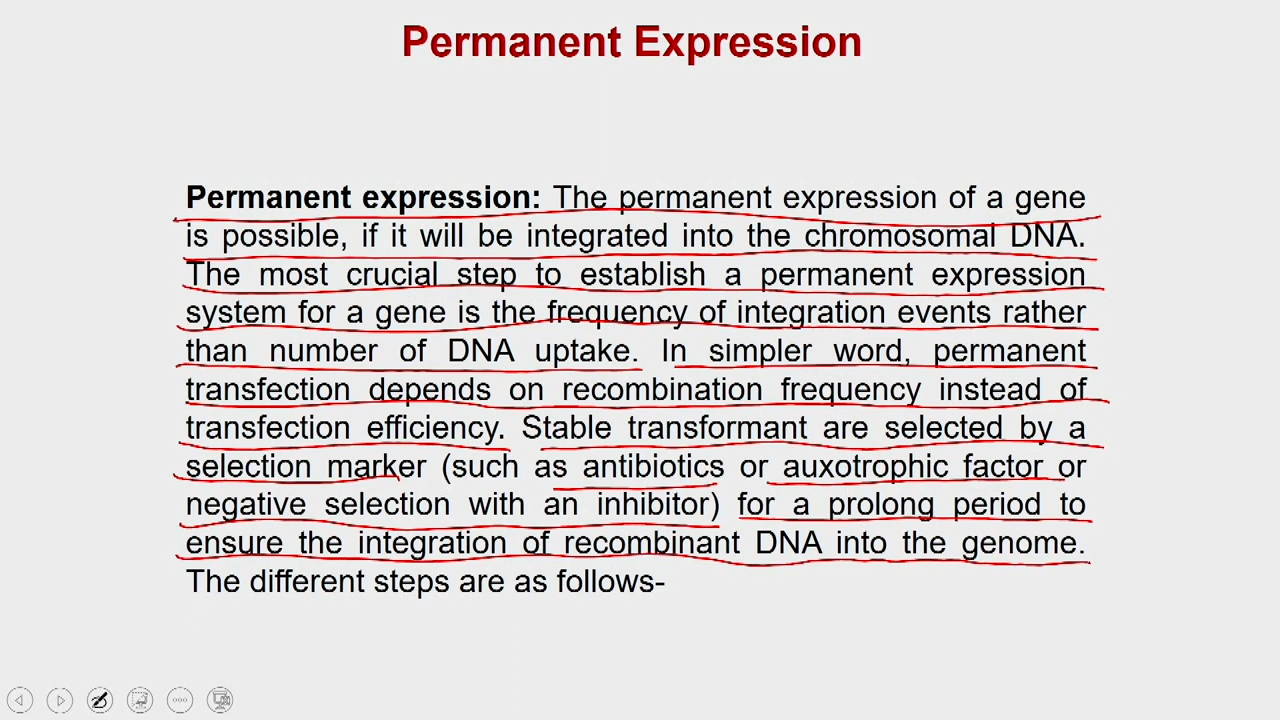 Permanent Expression
Permanent expression: The permanent expression of a gene
is possible, if it will be integrated into the chromosomal DNA.
The most crucial step to establish a permanent expression
system for a gene is the frequency of integration events rather
than number of DNA uptake. In simpler word, permanent
transfection depends on recombination frequency instead of
transfection efficiency. Stable transformant are selected by a
selection marker (such as antibiotics or auxotrophic factor or
negative selection with an inhibitor) for a prolong period to
ensure the integration of recombinant DNA into the genome.
The different steps are as follows-